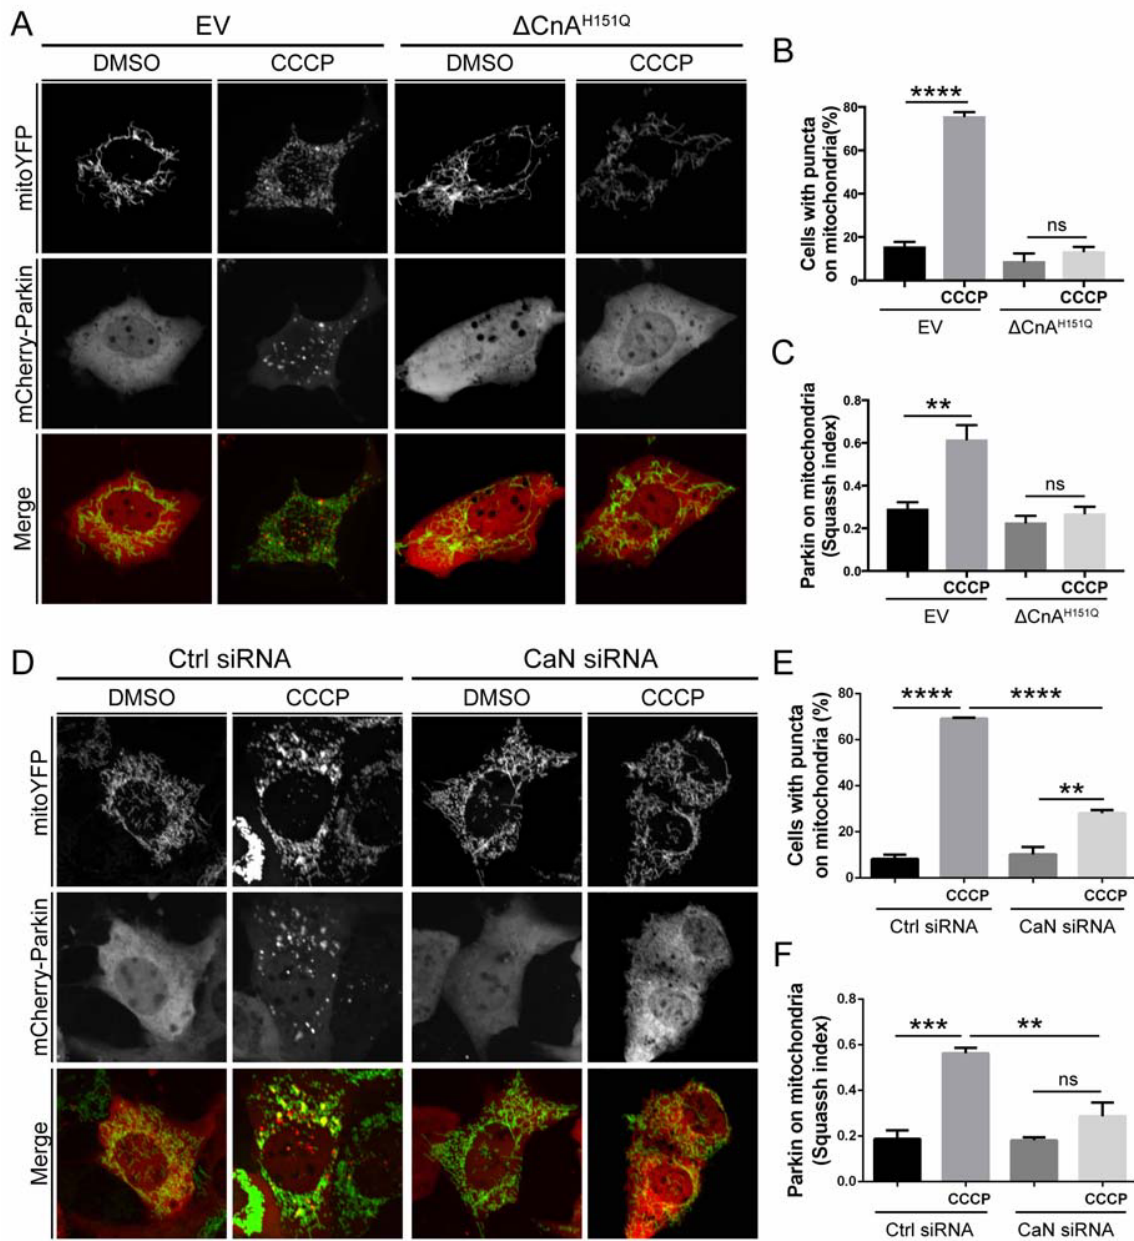 A
EV
ΔCnA^H151Q
DMSO
CCCP
DMSO
CCCP
mitoYFP
mCherry-Parkin
Merge
B
Cells with puncta
on mitochondria(%)
80
60
40
20
0
****
ns
CCCP
CCCP
EV
ΔCnA^H151Q
C
Parkin on mitochondria
(Squassh index)
0.8
0.6
0.4
0.2
0.0
**
ns
CCCP
CCCP
EV
ΔCnA^H151Q
D
Ctrl siRNA
CaN siRNA
DMSO
CCCP
DMSO
CCCP
mitoYFP
mCherry-Parkin
Merge
E
Cells with puncta
on mitochondria (%)
80
60
40
20
0
****
****
**
CCCP
CCCP
Ctrl siRNA
CaN siRNA
F
Parkin on mitochondria
(Squassh index)
0.8
0.6
0.4
0.2
0.0
***
**
ns
CCCP
CCCP
Ctrl siRNA
CaN siRNA